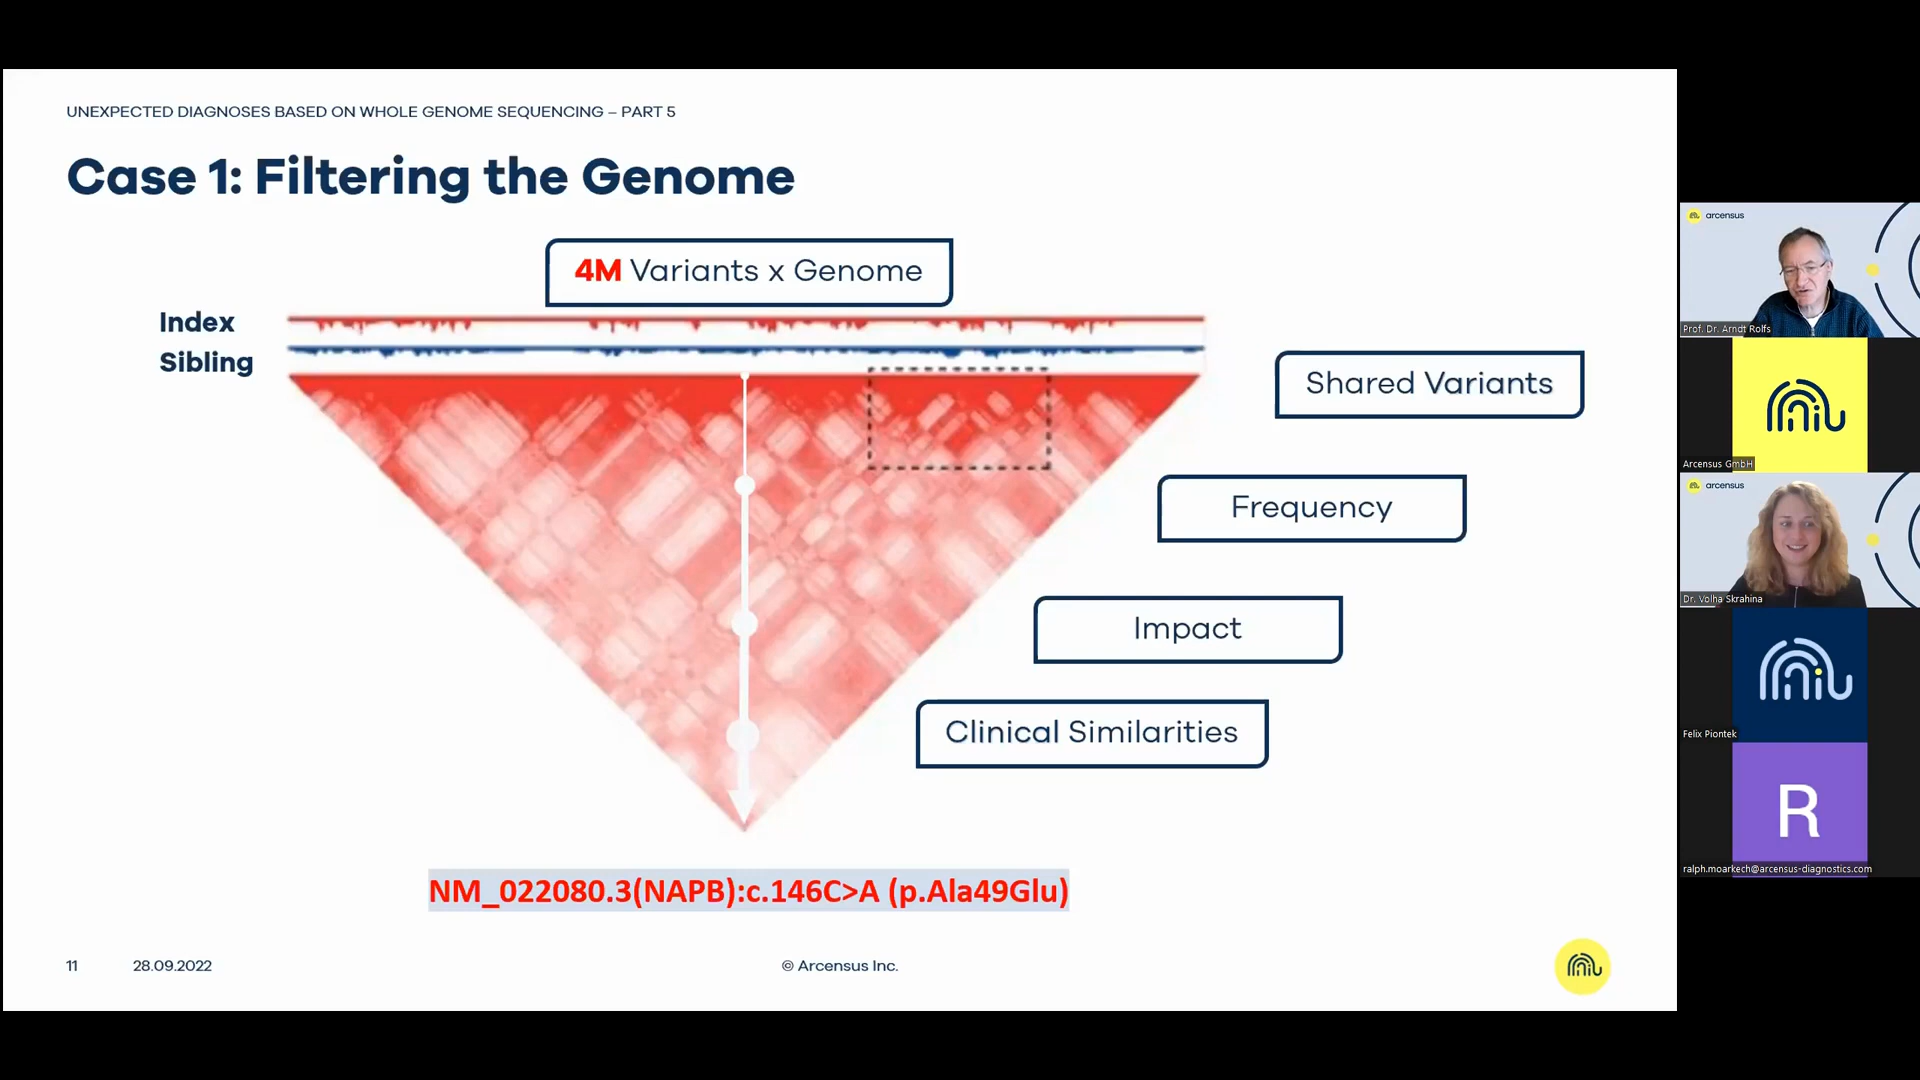 UNEXPECTED DIAGNOSES BASED ON WHOLE GENOME SEQUENCING – PART 5
Case 1: Filtering the Genome
4M Variants x Genome
Index
Sibling
Shared Variants
Frequency
Impact
Clinical Similarities
NM_022080.3(NAPB):c.146C>A (p.Ala49Glu)
11
28.09.2022
© Arcensus Inc.
arcensus
Prof. Dr. Arndt Rolfs
Arcensus GmbH
arcensus
Dr. Volha Skrahina
Felix Piontek
R
ralph.moarkech@arcensus-diagnostics.com